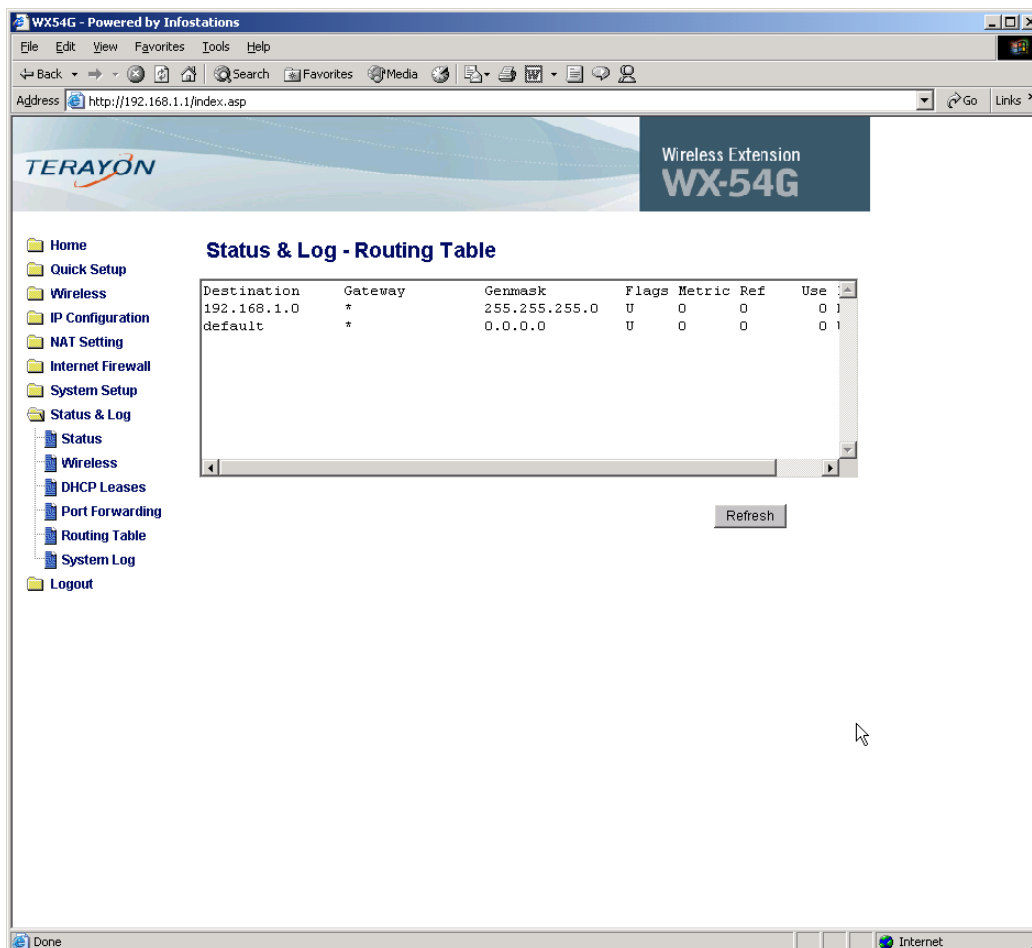 WX54G - Powered by Infostations
File Edit View Favorites Tools Help
Back Search Favorites Media
Address http://192.168.1.1/index.asp Go Links
TERAYON
Wireless Extension
WX-54G
Home
Quick Setup
Wireless
IP Configuration
NAT Setting
Internet Firewall
System Setup
Status & Log
Status
Wireless
DHCP Leases
Port Forwarding
Routing Table
System Log
Logout
Status & Log - Routing Table
Destination Gateway Genmask Flags Metric Ref Use
192.168.1.0 * 255.255.255.0 U 0 0 0
default * 0.0.0.0 U 0 0 0
Refresh
Done Internet